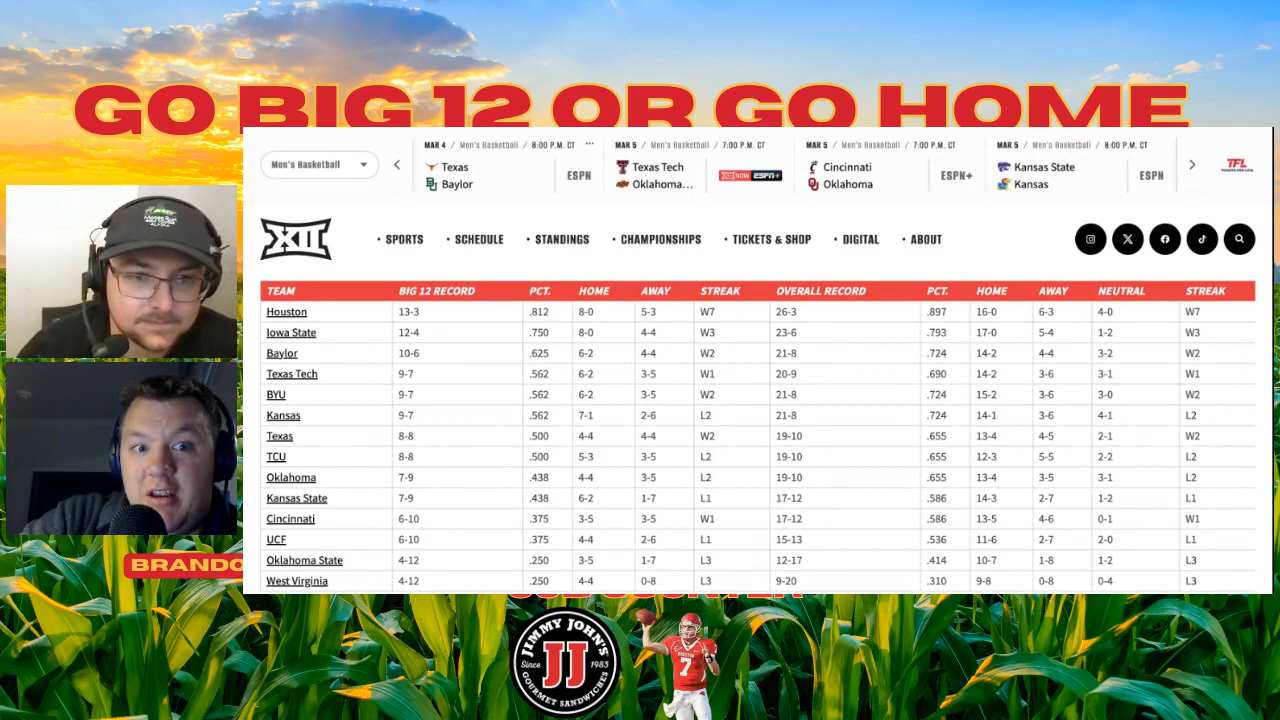 GO BIG 12 OR GO HOME
Men's Basketball
MAR 4 / Men's Basketball / 8:00 P.M. CT ...
Texas
Baylor
ESPN
MAR 5 / Men's Basketball / 7:00 P.M. CT
Texas Tech
Oklahoma...
NOW ESPN+
MAR 5 / Men's Basketball / 7:00 P.M. CT
Cincinnati
Oklahoma
ESPN+
MAR 5 / Men's Basketball / 8:00 P.M. CT
Kansas State
Kansas
ESPN
TFL
XII
• SPORTS • SCHEDULE • STANDINGS • CHAMPIONSHIPS • TICKETS & SHOP • DIGITAL • ABOUT
TEAM BIG 12 RECORD PCT. HOME AWAY STREAK OVERALL RECORD PCT. HOME AWAY NEUTRAL STREAK
Houston 13-3 .812 8-0 5-3 W7 26-3 .897 16-0 6-3 4-0 W7
Iowa State 12-4 .750 8-0 4-4 W3 23-6 .793 17-0 5-4 1-2 W3
Baylor 10-6 .625 6-2 4-4 W2 21-8 .724 14-2 4-4 3-2 W2
Texas Tech 9-7 .562 6-2 3-5 W1 20-9 .690 14-2 3-6 3-1 W1
BYU 9-7 .562 6-2 3-5 W2 21-8 .724 15-2 3-6 3-0 W2
Kansas 9-7 .562 7-1 2-6 L2 21-8 .724 14-1 3-6 4-1 L2
Texas 8-8 .500 4-4 4-4 W2 19-10 .655 13-4 4-5 2-1 W2
TCU 8-8 .500 5-3 3-5 L2 19-10 .655 12-3 5-5 2-2 L2
Oklahoma 7-9 .438 4-4 3-5 L2 19-10 .655 13-4 3-5 3-1 L2
Kansas State 7-9 .438 6-2 1-7 L1 17-12 .586 14-3 2-7 1-2 L1
Cincinnati 6-10 .375 3-5 3-5 W1 17-12 .586 13-5 4-6 0-1 W1
UCF 6-10 .375 4-4 2-6 L1 15-13 .536 11-6 2-7 2-0 L1
Oklahoma State 4-12 .250 3-5 1-7 L3 12-17 .414 10-7 1-8 1-2 L3
West Virginia 4-12 .250 4-4 0-8 L3 9-20 .310 9-8 0-8 0-4 L3
BRANDO
JIMMY JOHN'S
Since JJ 1983
GOURMET SANDWICHES
HOUSTON
7